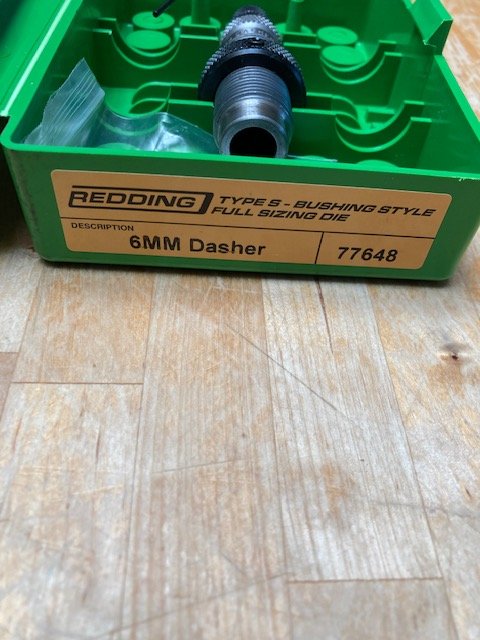 REDDING TYPE S - BUSHING STYLE
FULL SIZING DIE
DESCRIPTION
6MM Dasher 77648